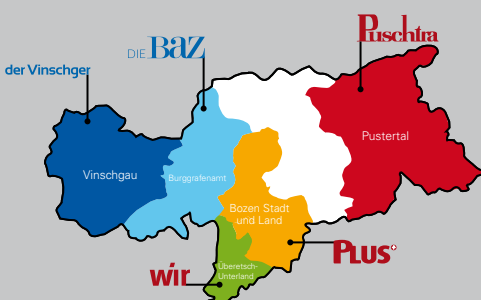 Puschtra
DIE BAZ
der Vinschger
Pustertal
Vinschgau
Burggrafenamt
Bozen Stadt
und Land
PLUS+
Überetsch-
Unterland
wir